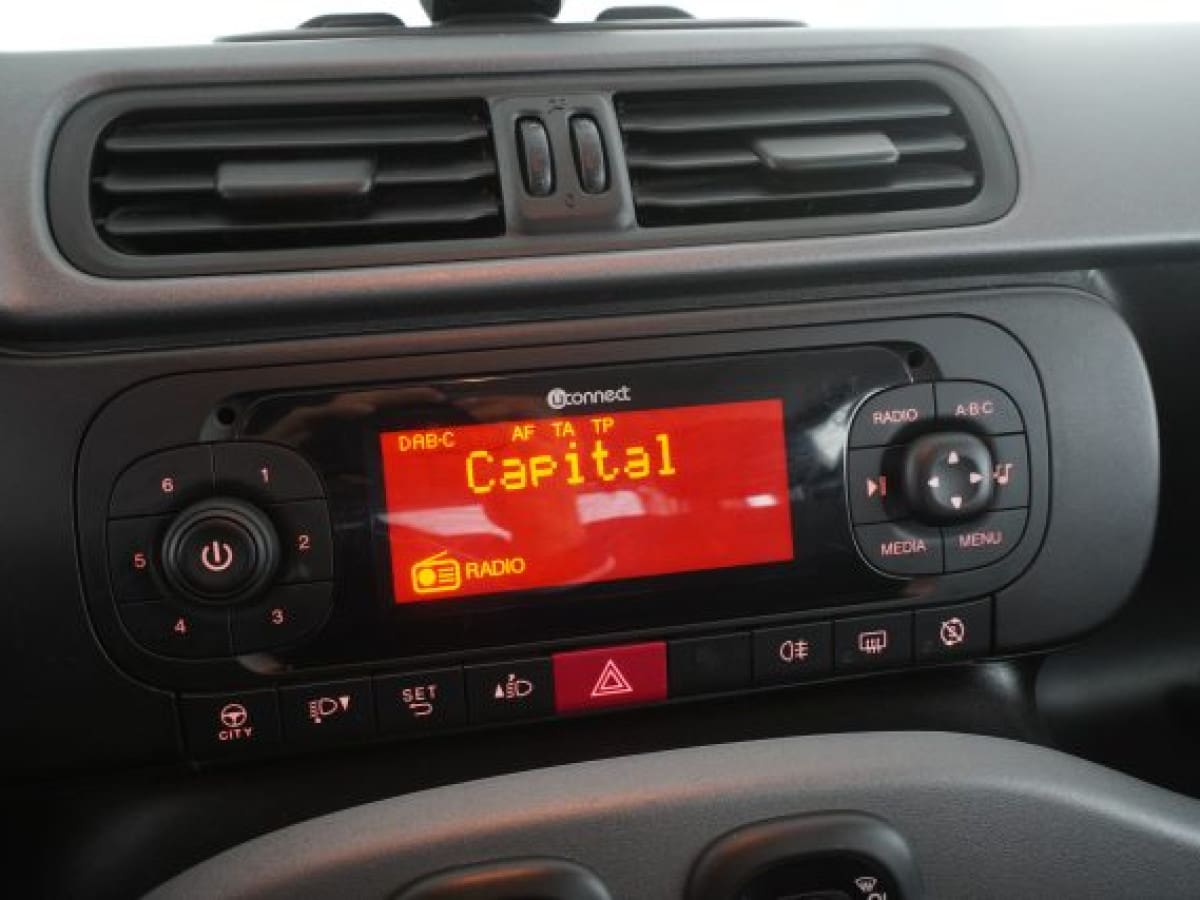 uconnect
DAB-C AF TA TP
Capital
RADIO
6 1
5 2
4 3
RADIO A·B·C
MEDIA MENU
CITY
SET